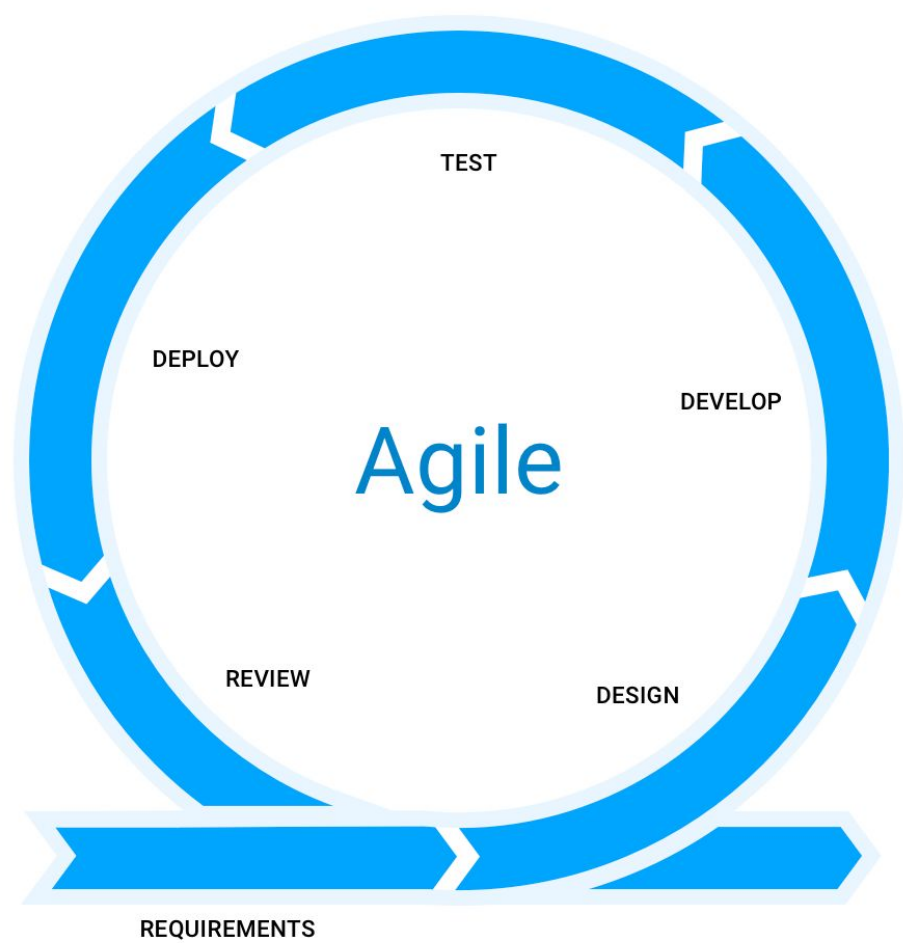 TEST
DEPLOY
DEVELOP
Agile
REVIEW
DESIGN
REQUIREMENTS